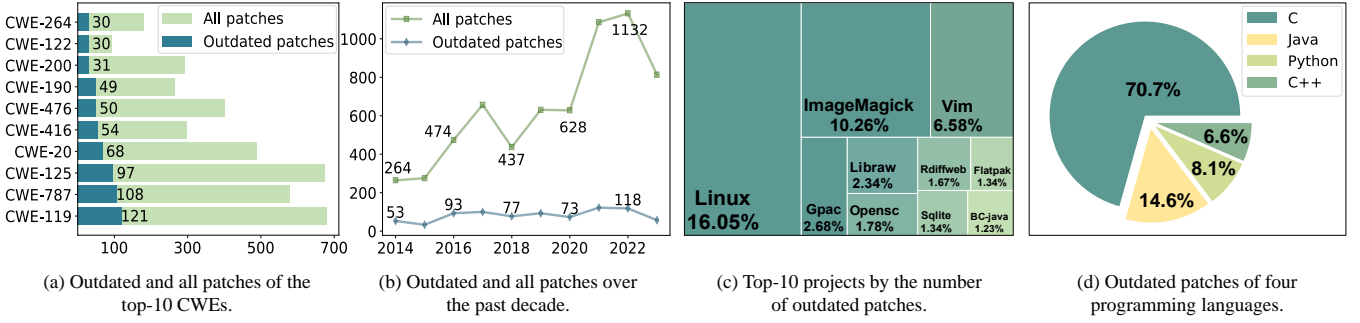 CWE-264 30
CWE-122 30
CWE-200 31
CWE-190 49
CWE-476 50
CWE-416 54
CWE-20 68
CWE-125 97
CWE-787 108
CWE-119 121
100 300 500 700
All patches
Outdated patches
(a) Outdated and all patches of the
top-10 CWEs.
1000
800
600
400
200
0
2014 2016 2018 2020 2022
All patches
Outdated patches
264 474 437 628 1132
53 93 77 73 118
(b) Outdated and all patches over
the past decade.
Linux
16.05%
ImageMagick
10.26%
Vim
6.58%
Gpac
2.68%
Libraw
2.34%
Opensc
1.78%
Rdiffweb
1.67%
Flatpak
1.34%
Sqlite
1.34%
BC-java
1.23%
(c) Top-10 projects by the number
of outdated patches.
C
Java
Python
C++
70.7%
6.6%
8.1%
14.6%
(d) Outdated patches of four
programming languages.